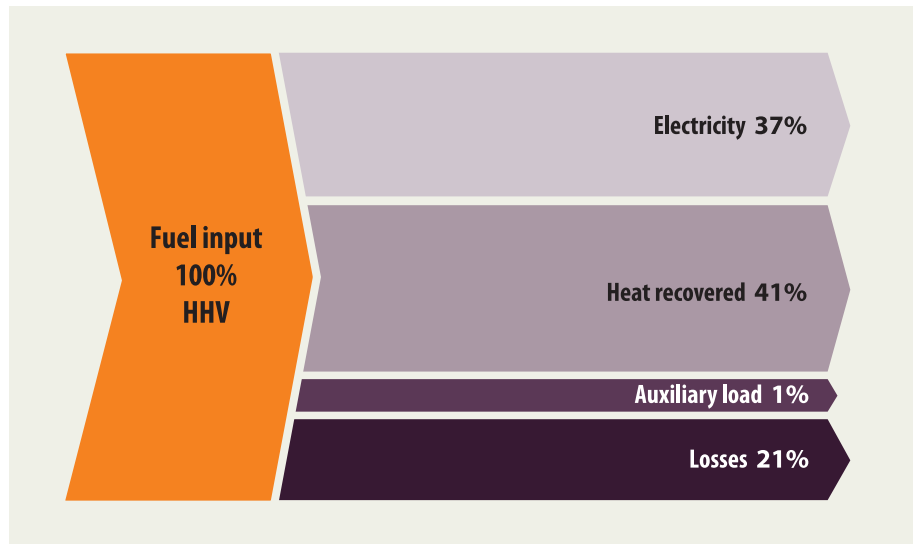 Fuel input
100%
HHV
Electricity 37%
Heat recovered 41%
Auxiliary load 1%
Losses 21%